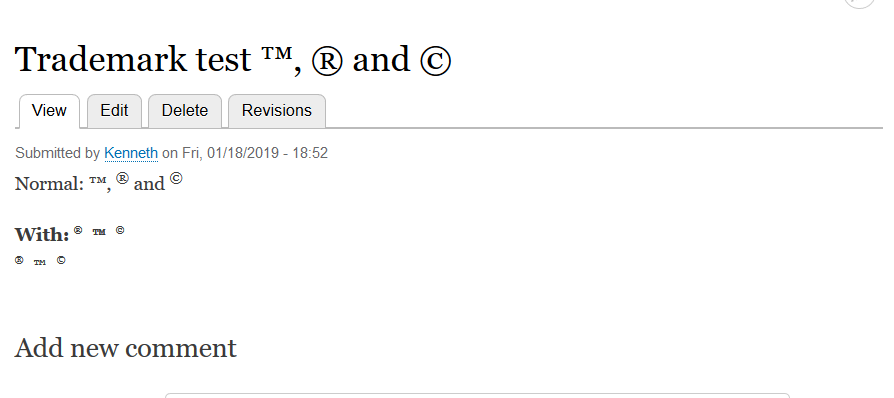 Trademark test ™, ® and ©
View Edit Delete Revisions
Submitted by Kenneth on Fri, 01/18/2019 - 18:52
Normal: ™, ® and ©
With: ® ™ ©
® ™ ©
Add new comment